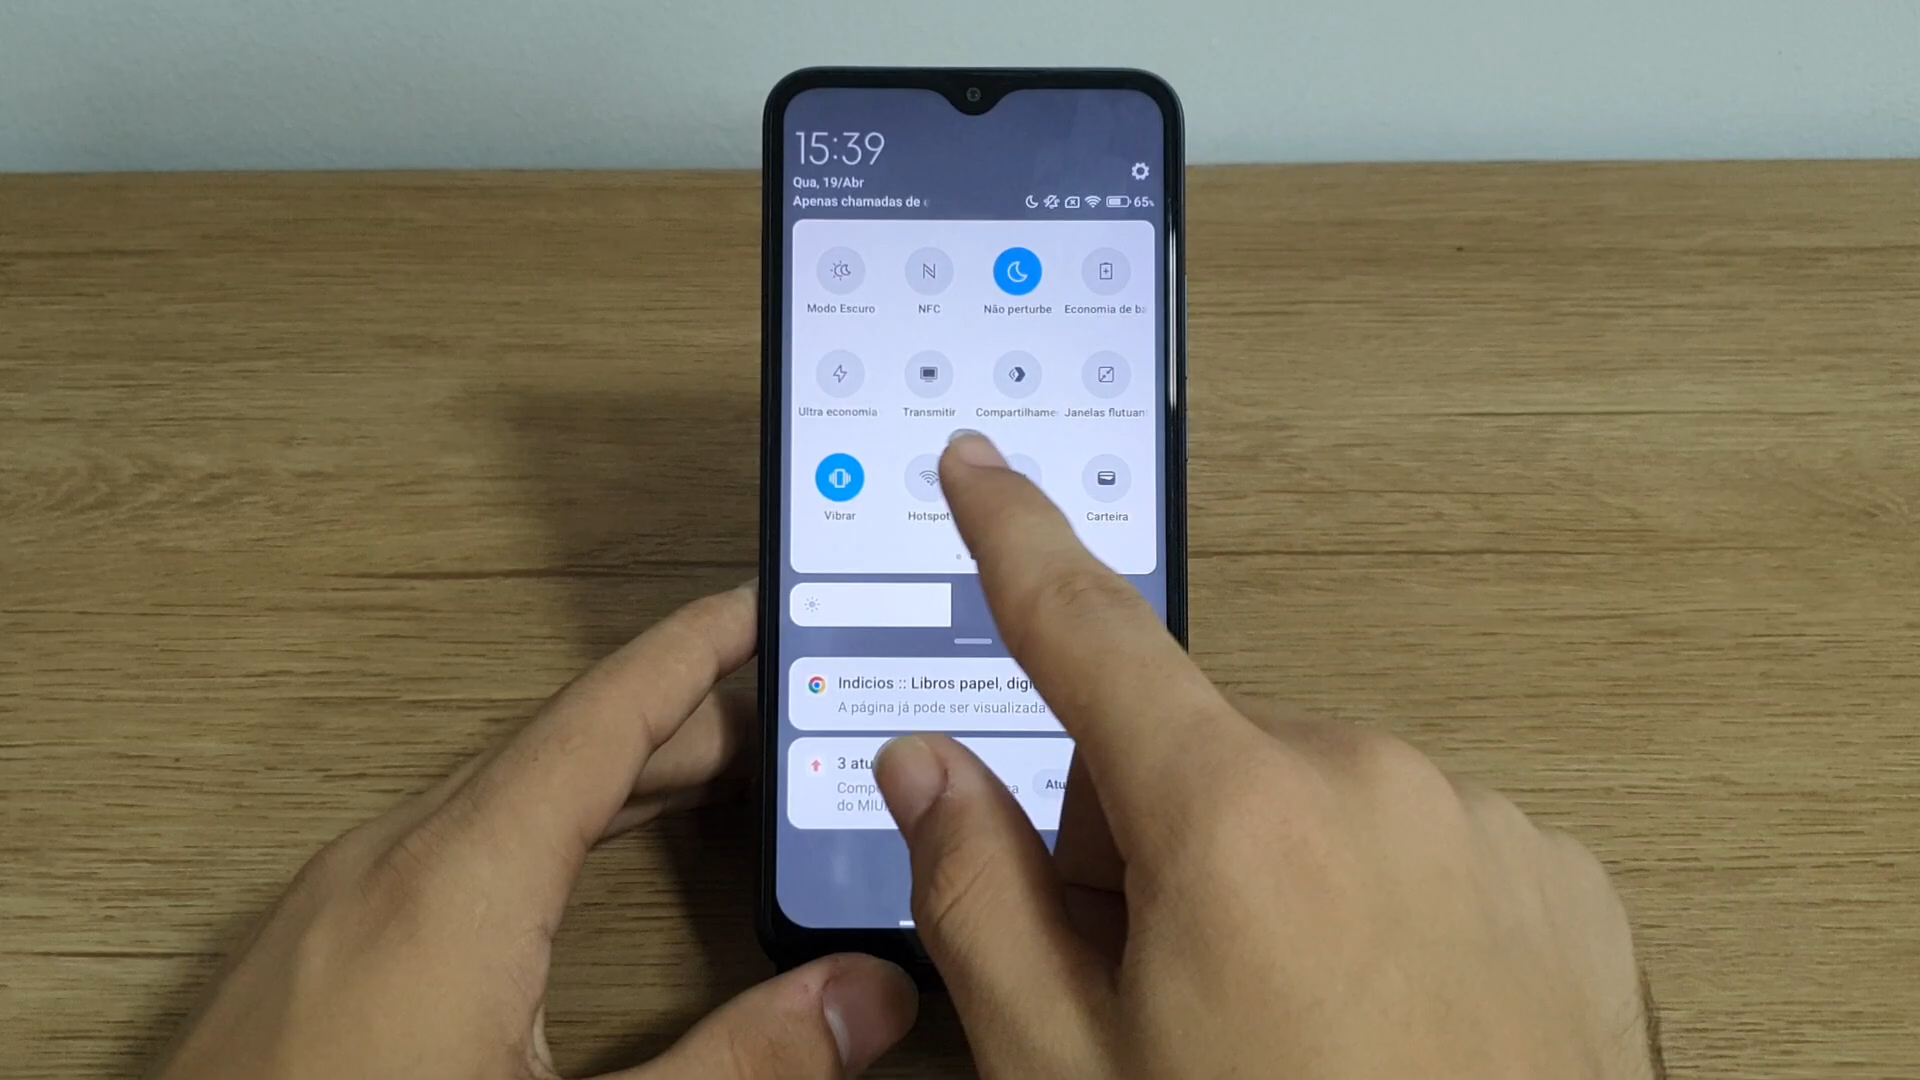 15:39
Qua, 19/Abr
Apenas chamadas de
65%
Modo Escuro
NFC
Não perturbe
Economia de ba
Ultra economia
Transmitir
Compartilhame
Janelas flutuan
Vibrar
Hotspot
Carteira
Indicios :: Libros papel, digi
A página já pode ser visualizada
3 atu
Atu
do MIU